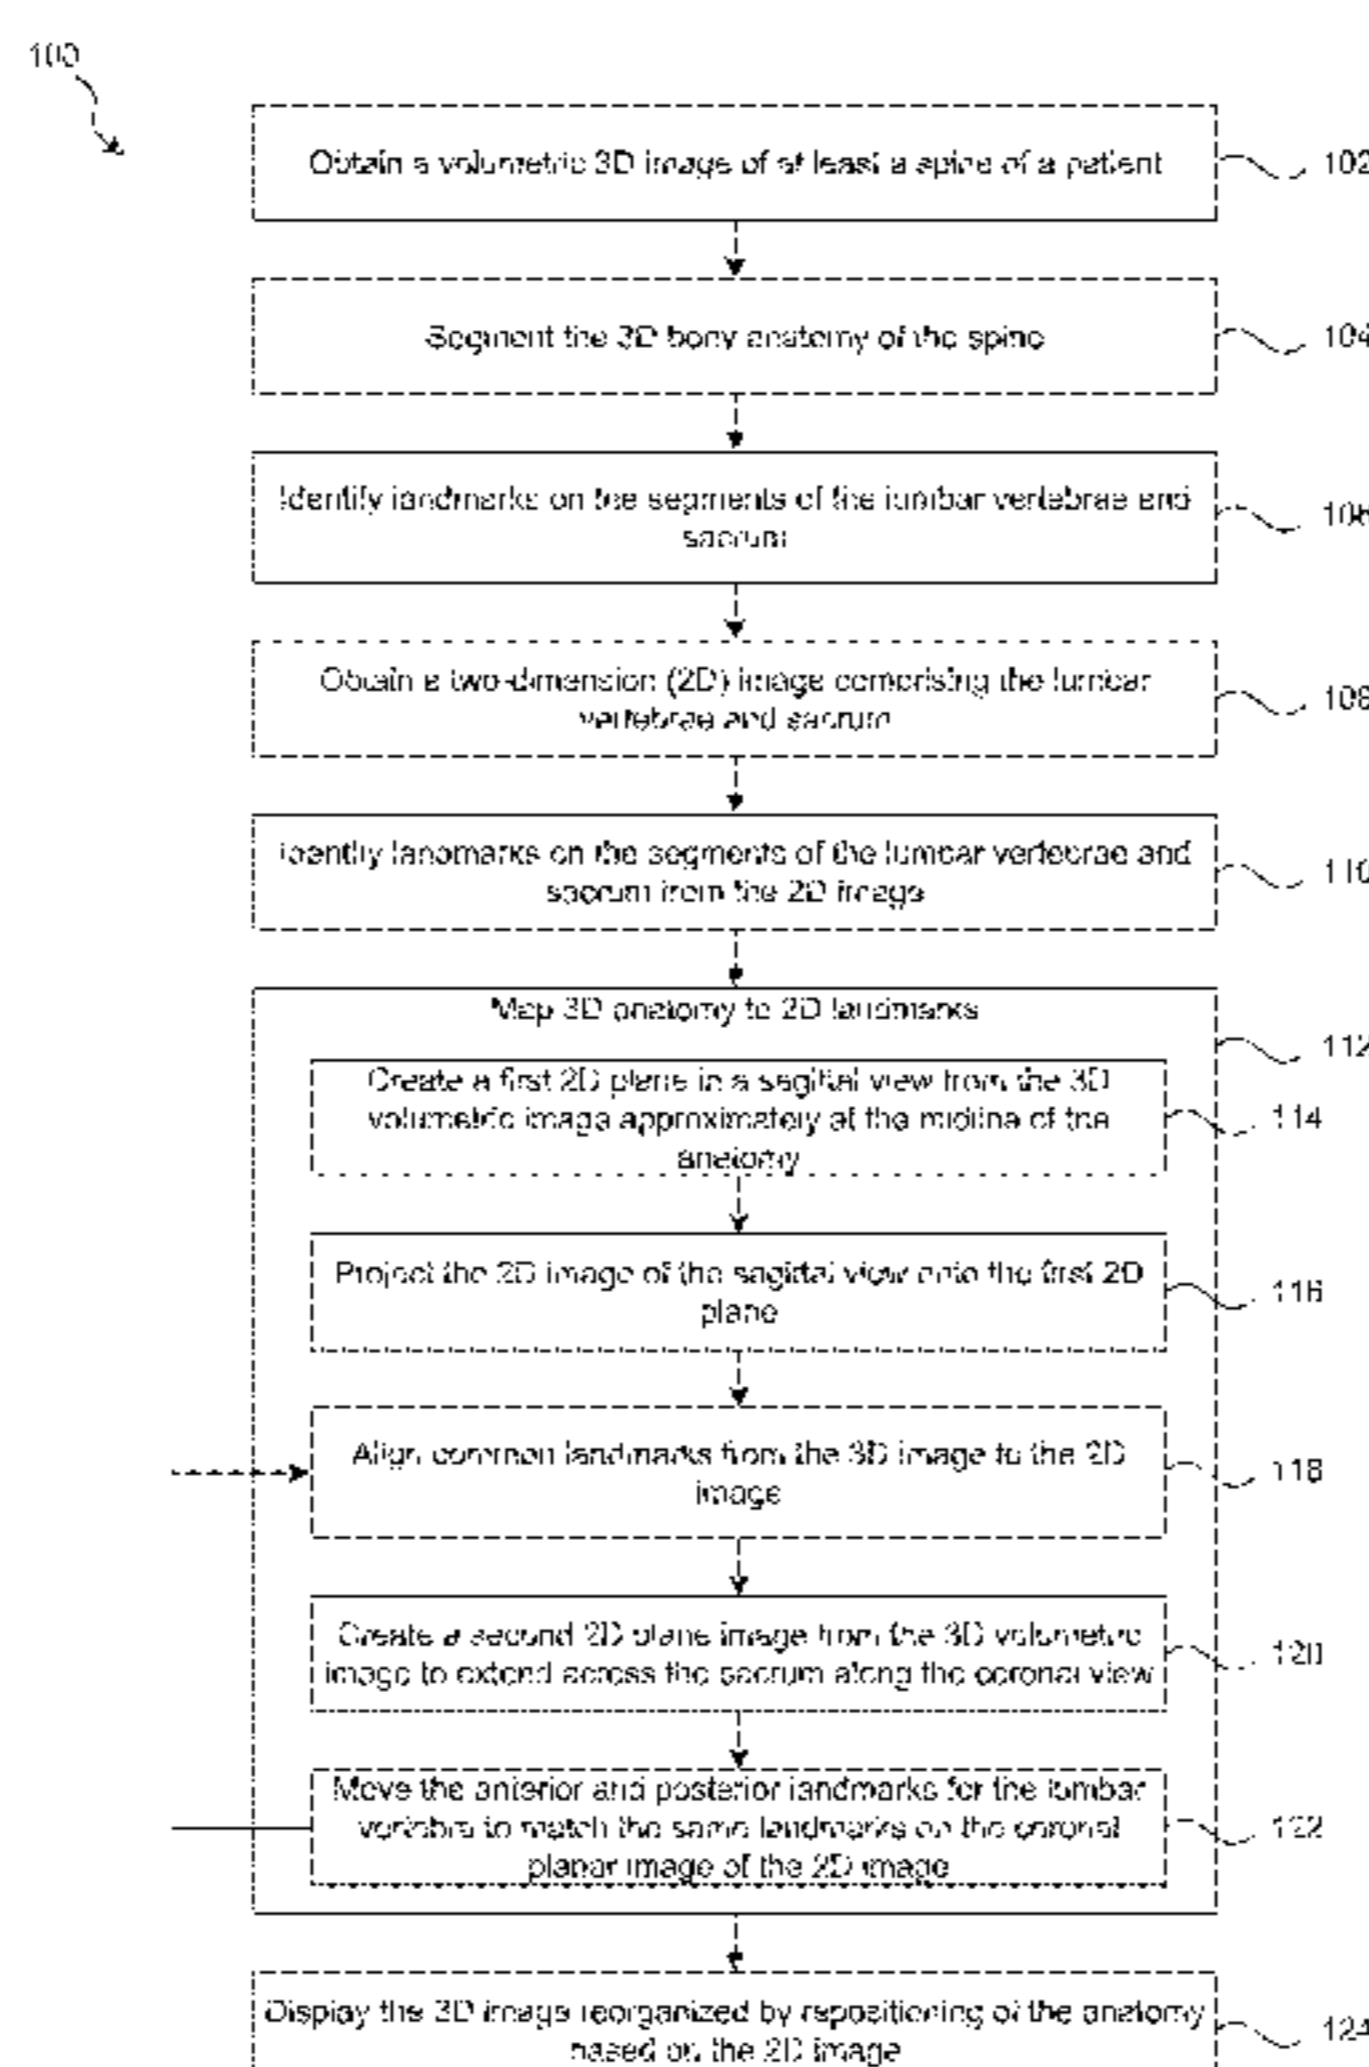 100
Obtain a volumetric 3D image of at least a spine of a patient
102
Segment the 3D bony anatomy of the spine
104
Identify landmarks on the segments of the lumbar vertebrae and
sacrum
106
Obtain a two-dimension (2D) image comprising the lumbar
vertebrae and sacrum
108
Identify landmarks on the segments of the lumbar vertebrae and
sacrum from the 2D image
110
Map 3D anatomy to 2D landmarks
112
Create a first 2D plane in a sagittal view from the 3D
volumetric image approximately at the midline of the
anatomy
114
Project the 2D image of the sagittal view onto the first 2D
plane
116
Align common landmarks from the 3D image to the 2D
image
118
Create a second 2D plane image from the 3D volumetric
image to extend across the sacrum along the coronal view
120
Move the anterior and posterior landmarks for the lumbar
vertebra to match the same landmarks on the coronal
planar image of the 2D image
122
Display the 3D image reorganized by repositioning of the anatomy
based on the 2D image
124